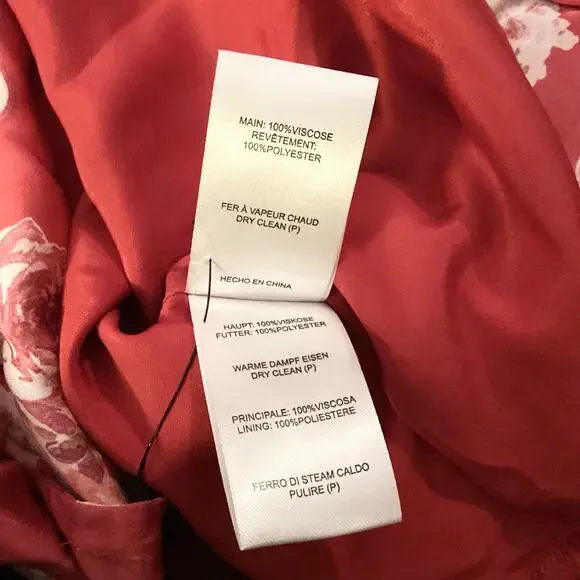 MAIN: 100%VISCOSE
REVÊTEMENT:
100%POLYESTER
FER À VAPEUR CHAUD
DRY CLEAN (P)
HECHO EN CHINA
HAUPT: 100%VISKOSE
FUTTER: 100%POLYESTER
WARME DAMPF EISEN
DRY CLEAN (P)
PRINCIPALE: 100%VISCOSA
LINING: 100%POLIESTERE
FERRO DI STEAM CALDO
PULIRE (P)